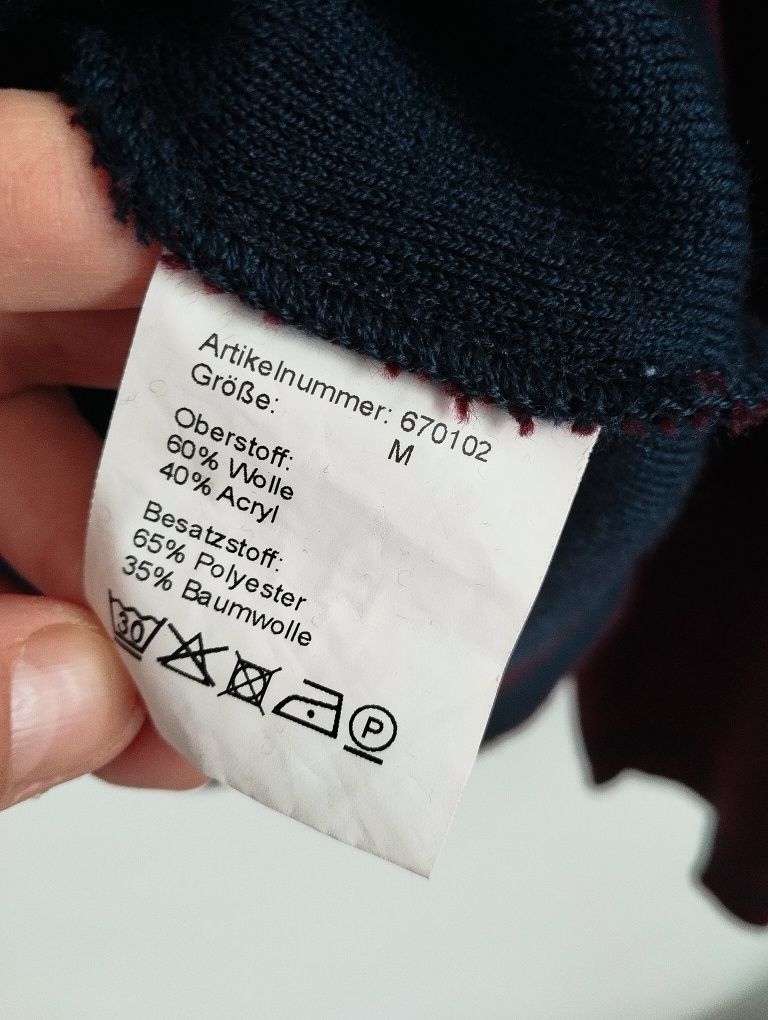 Artikelnummer: 670102
Größe: M
Oberstoff:
60% Wolle
40% Acryl
Besatzstoff:
65% Polyester
35% Baumwolle
30 P